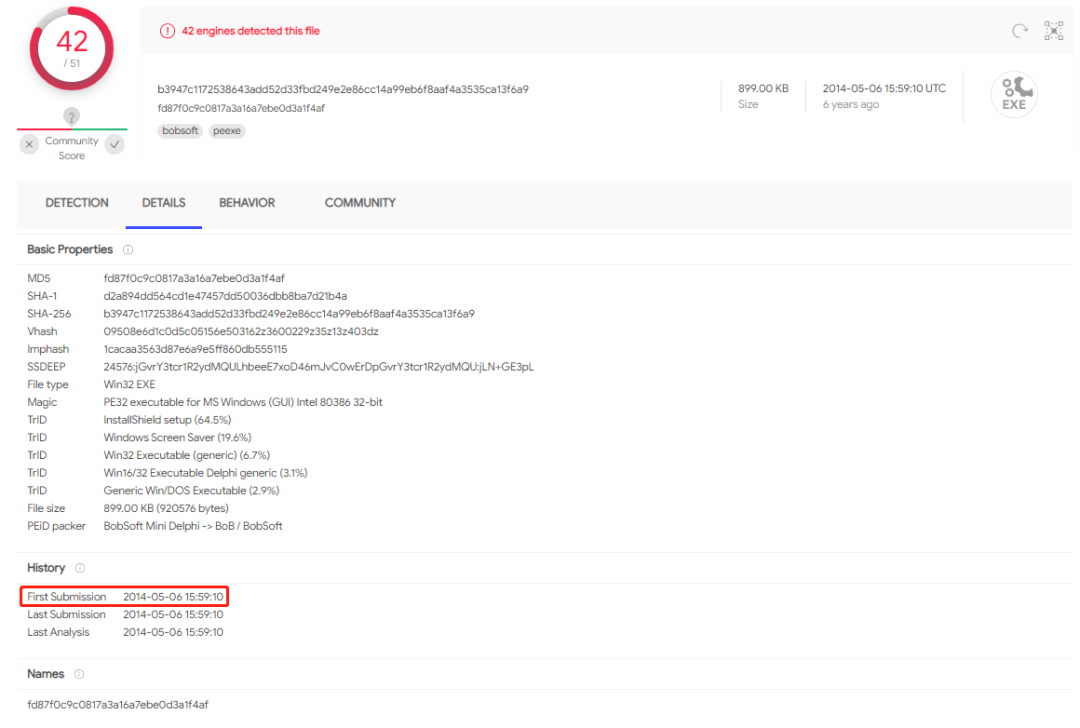 42
/ 51
?
Community
Score
42 engines detected this file
b3947c1172538643add52d33fbd249e2e86cc14a99eb6f8aaf4a3535ca13f6a9
fd87f0c9c0817a3a16a7ebe0d3a1f4af
bobsoft peexe
899.00 KB
Size
2014-05-06 15:59:10 UTC
6 years ago
EXE
DETECTION DETAILS BEHAVIOR COMMUNITY
Basic Properties
MD5 fd87f0c9c0817a3a16a7ebe0d3a1f4af
SHA-1 d2a894dd564cd1e47457dd50036dbb8ba7d21b4a
SHA-256 b3947c1172538643add52d33fbd249e2e86cc14a99eb6f8aaf4a3535ca13f6a9
Vhash 09508e6d1c0d5c05156e503162z3600229z35z13z403dz
Imphash 1cacaa3563d87e6a9e5ff860db555115
SSDEEP 24576:jGvrY3tcr1R2ydMQULhbeeE7xoD46mJvC0wErDpGvrY3tcr1R2ydMQU:jLN+GE3pL
File type Win32 EXE
Magic PE32 executable for MS Windows (GUI) Intel 80386 32-bit
TrID InstallShield setup (64.5%)
TrID Windows Screen Saver (19.6%)
TrID Win32 Executable (generic) (6.7%)
TrID Win16/32 Executable Delphi generic (3.1%)
TrID Generic Win/DOS Executable (2.9%)
File size 899.00 KB (920576 bytes)
PEiD packer BobSoft Mini Delphi -> BoB / BobSoft
History
First Submission 2014-05-06 15:59:10
Last Submission 2014-05-06 15:59:10
Last Analysis 2014-05-06 15:59:10
Names
fd87f0c9c0817a3a16a7ebe0d3a1f4af